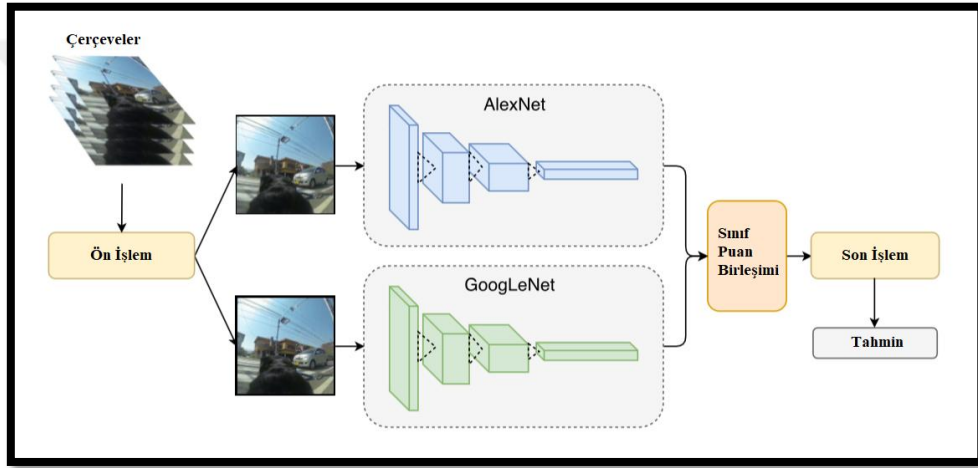 Çerçeveler
Ön İşlem
AlexNet
GoogLeNet
Sınıf
Puan
Birleşimi
Son İşlem
Tahmin